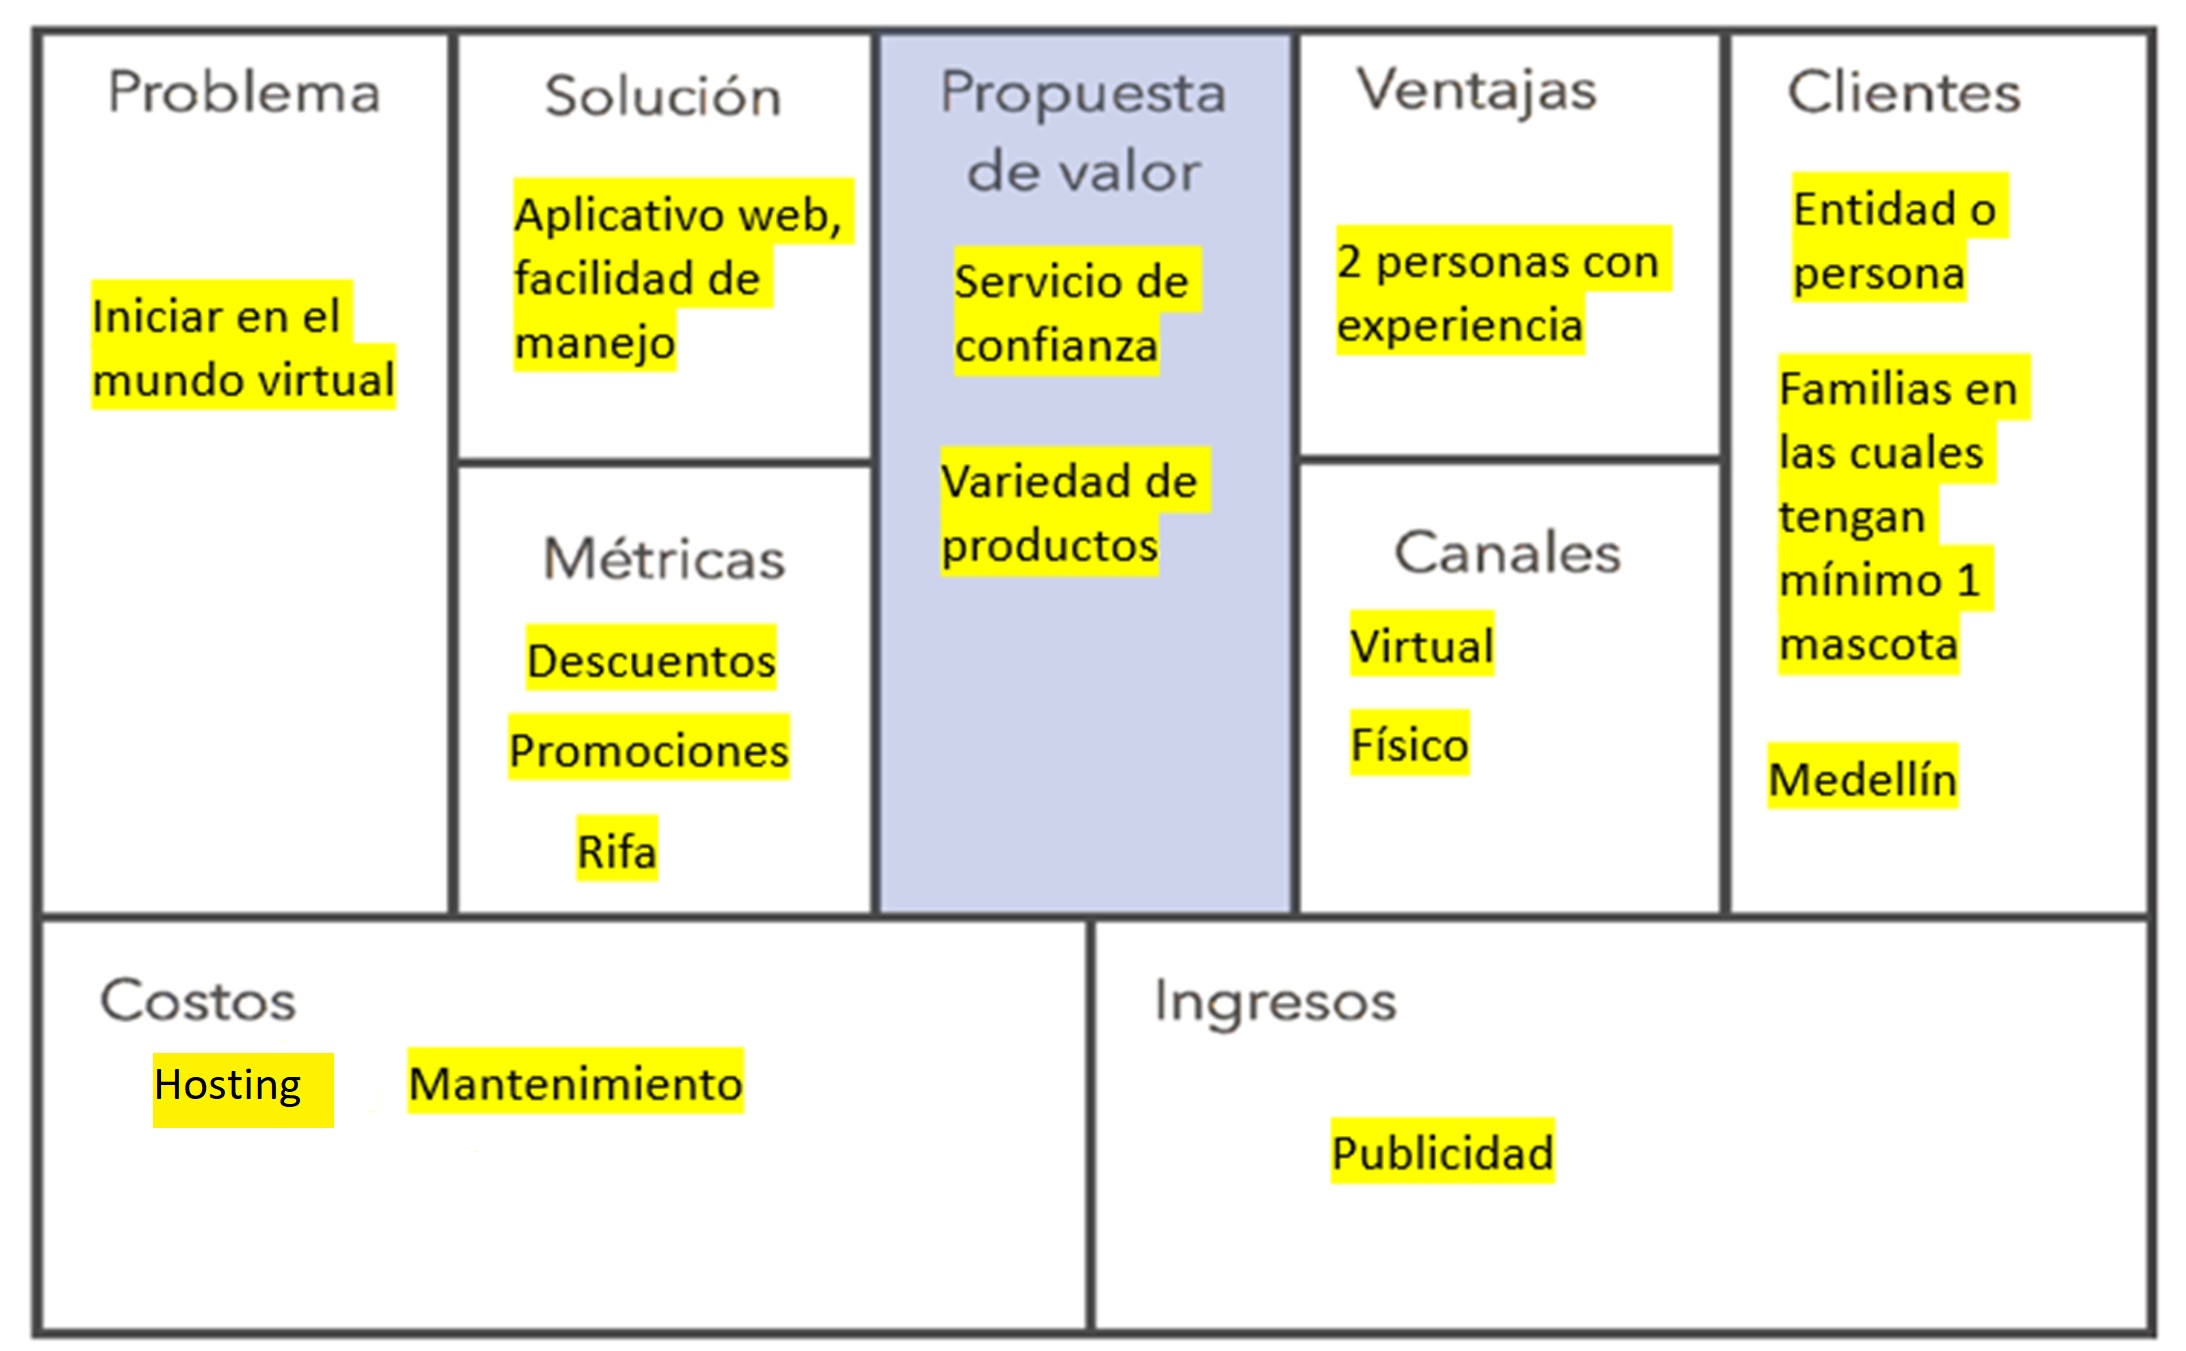 Problema
Iniciar en el
mundo virtual
Solución
Aplicativo web,
facilidad de
manejo
Métricas
Descuentos
Promociones
Rifa
Propuesta
de valor
Servicio de
confianza
Variedad de
productos
Ventajas
2 personas con
experiencia
Canales
Virtual
Físico
Clientes
Entidad o
persona
Familias en
las cuales
tengan
mínimo 1
mascota
Medellín
Costos
Hosting
Mantenimiento
Ingresos
Publicidad